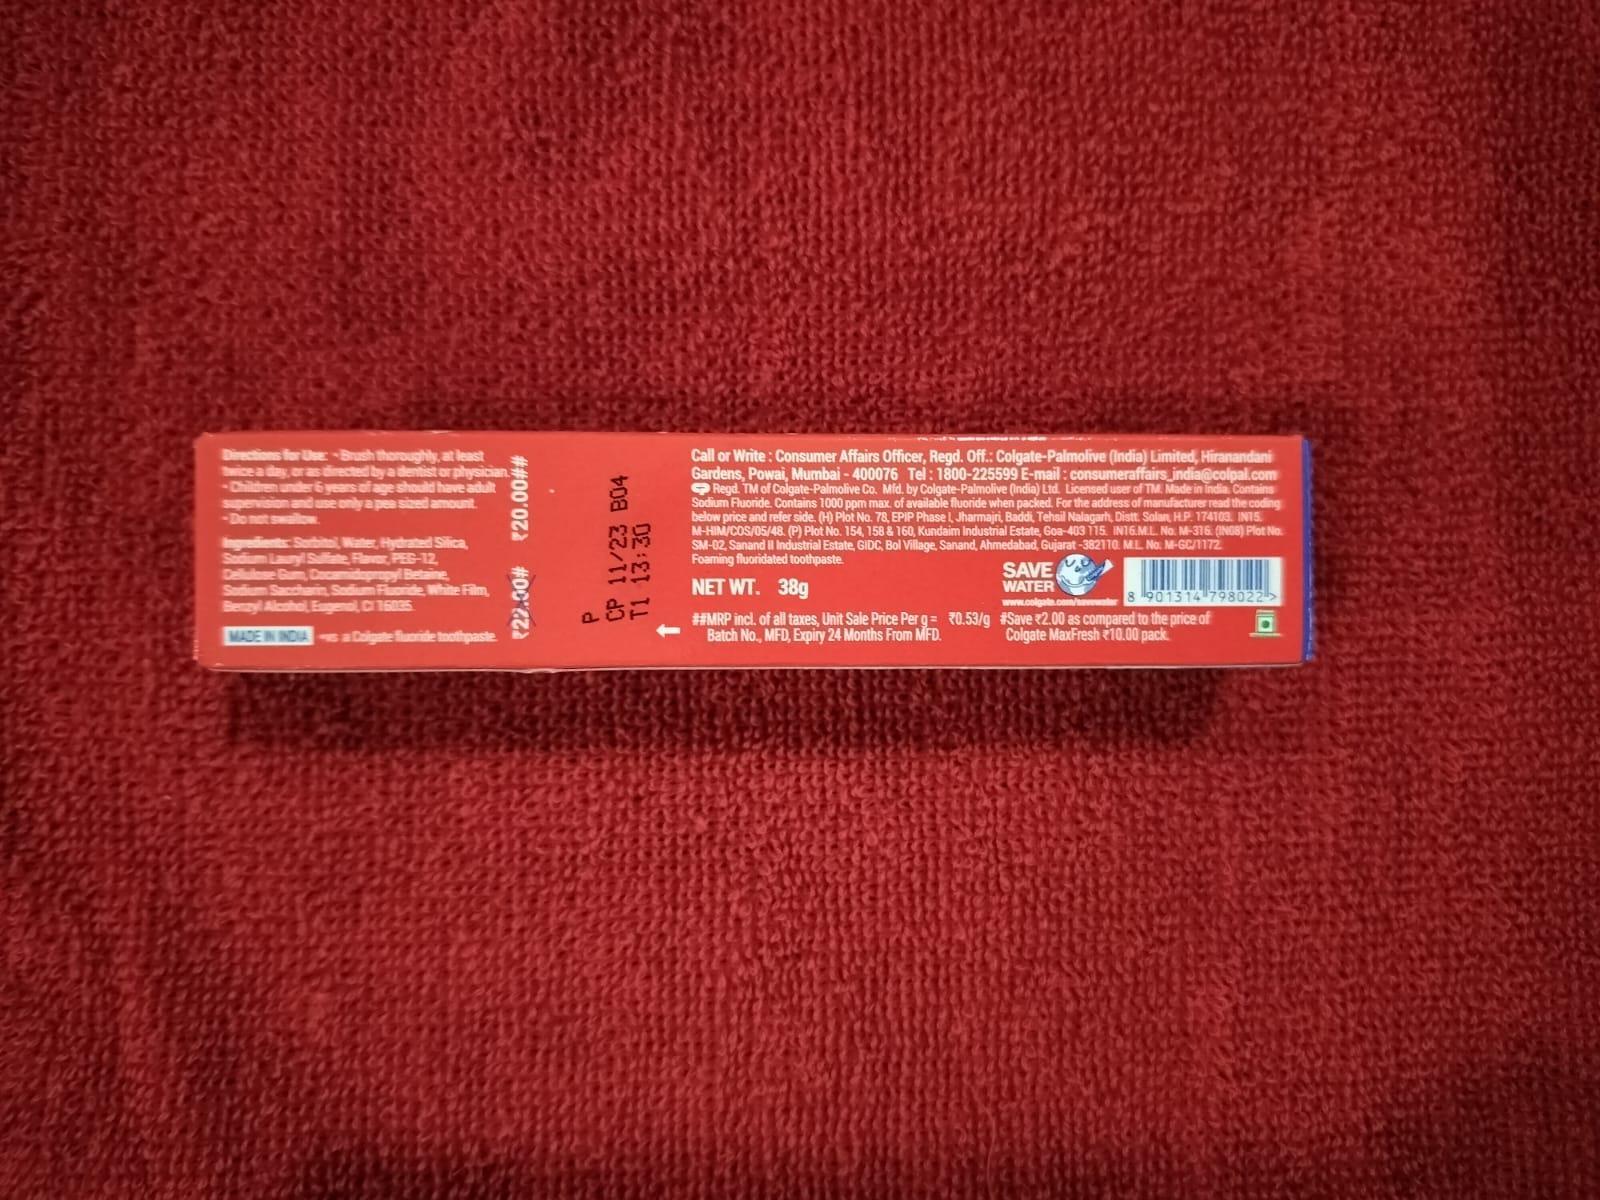 Directions for Use: • Brush thoroughly, at least
twice a day, or as directed by a dentist or physician.
• Children under 6 years of age should have adult
supervision and use only a pea sized amount.
• Do not swallow.
Ingredients: Sorbitol, Water, Hydrated Silica,
Sodium Lauryl Sulfate, Flavor, PEG-12,
Cellulose Gum, Cocamidopropyl Betaine,
Sodium Saccharin, Sodium Fluoride, White Film,
Benzyl Alcohol, Eugenol, CI 16035.
MADE IN INDIA
a Colgate fluoride toothpaste.
₹22.00# ₹20.00##
P
CP 11/23 B04
T1 13:30
Call or Write : Consumer Affairs Officer, Regd. Off.: Colgate-Palmolive (India) Limited, Hiranandani
Gardens, Powai, Mumbai - 400076 Tel : 1800-225599 E-mail : consumeraffairs_india@colpal.com
Regd. TM of Colgate-Palmolive Co. Mfd. by Colgate-Palmolive (India) Ltd. Licensed user of TM. Made in India. Contains
Sodium Fluoride. Contains 1000 ppm max. of available fluoride when packed. For the address of manufacturer read the coding
below price and refer side. (H) Plot No. 78, EPIP Phase I, Jharmajri, Baddi, Tehsil Nalagarh, Distt. Solan, H.P. 174103. IN15.
M-HIM/COS/05/48. (P) Plot No. 154, 158 & 160, Kundaim Industrial Estate, Goa-403 115. IN16.M.L. No. M-316. (IN08) Plot No.
SM-02, Sanand II Industrial Estate, GIDC, Bol Village, Sanand, Ahmedabad, Gujarat -382110. M.L. No. M-GC/1172.
Foaming fluoridated toothpaste.
NET WT. 38g
SAVE
WATER
www.colgate.com/savewater
8 901314 798022 >
##MRP incl. of all taxes, Unit Sale Price Per g = ₹0.53/g
Batch No., MFD, Expiry 24 Months From MFD.
#Save ₹2.00 as compared to the price of
Colgate MaxFresh ₹10.00 pack.